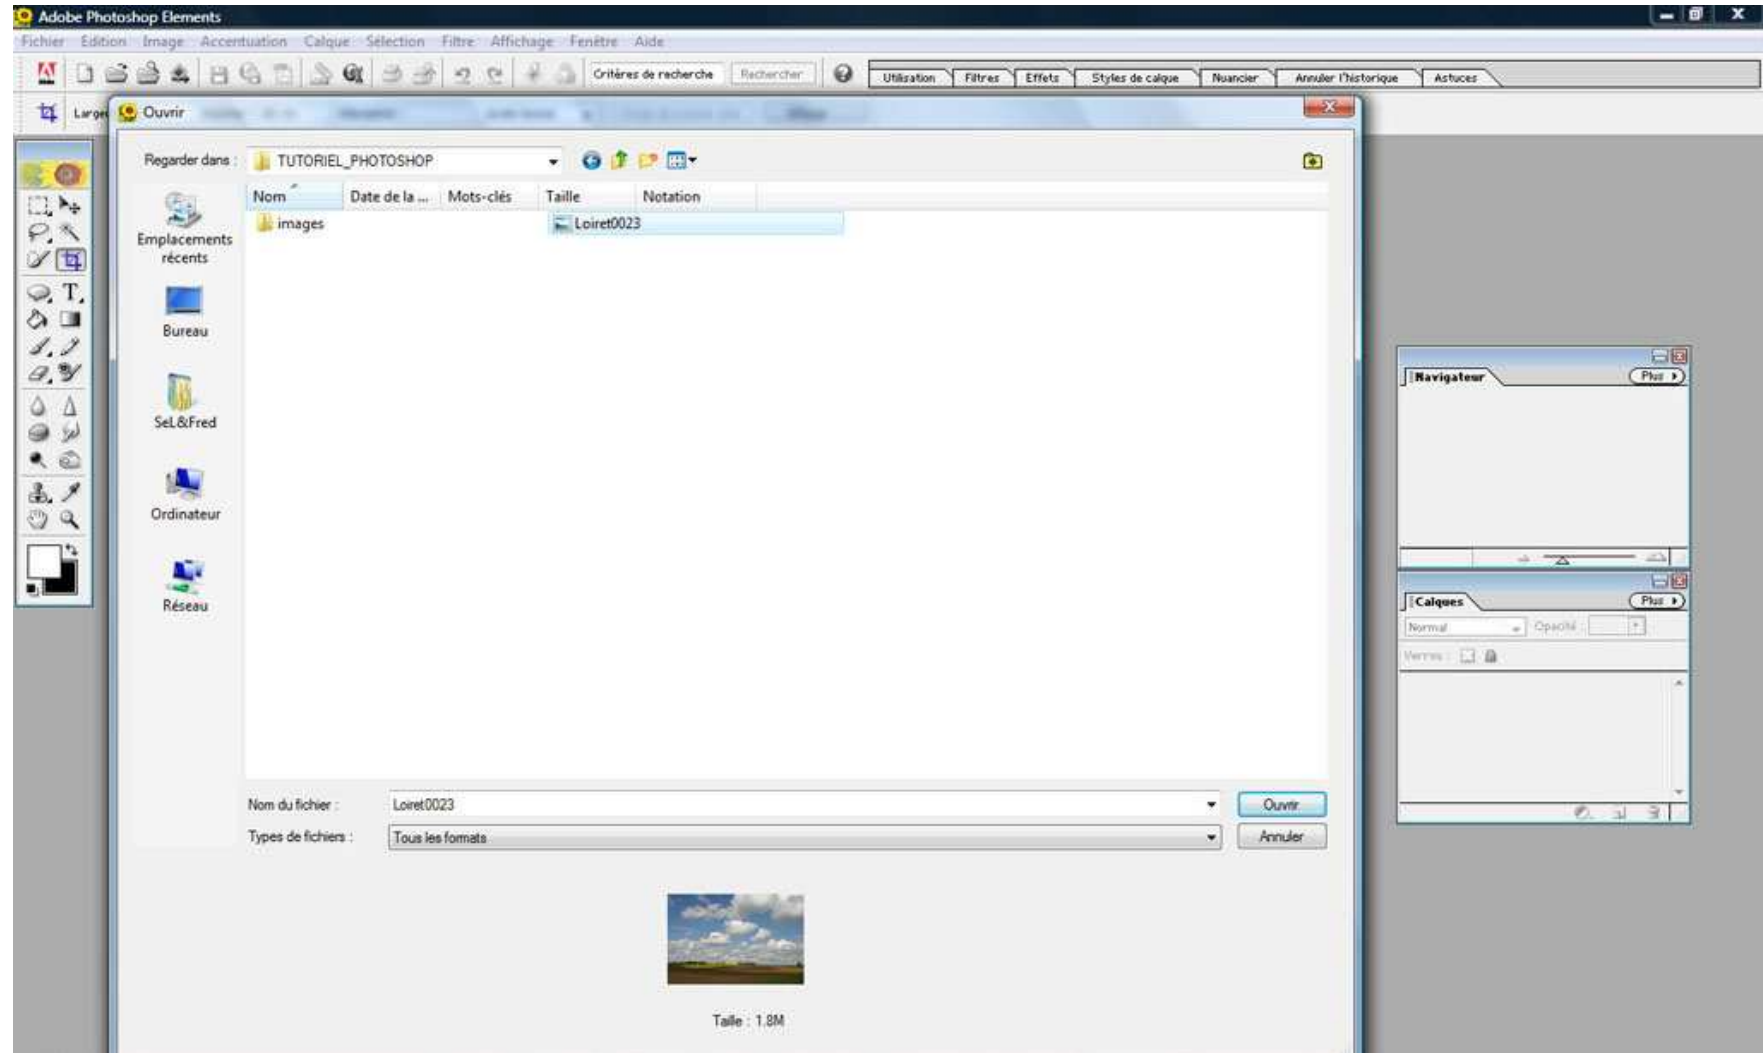 Adobe Photoshop Elements
Fichier Edition Image Accentuation Calque Sélection Filtre Affichage Fenêtre Aide
Critères de recherche Rechercher Utilisation Filtres Effets Styles de calque Nuancier Annuler l'historique Astuces
Ouvrir
Regarder dans : TUTORIEL_PHOTOSHOP
Nom Date de la ... Mots-clés Taille Notation
images Loiret0023
Emplacements
récents
Bureau
SeL&Fred
Ordinateur
Réseau
Nom du fichier : Loiret0023 Ouvrir
Types de fichiers : Tous les formats Annuler
Taille : 1.8M
Navigateur Plus
Calques Plus
Normal Opacité :